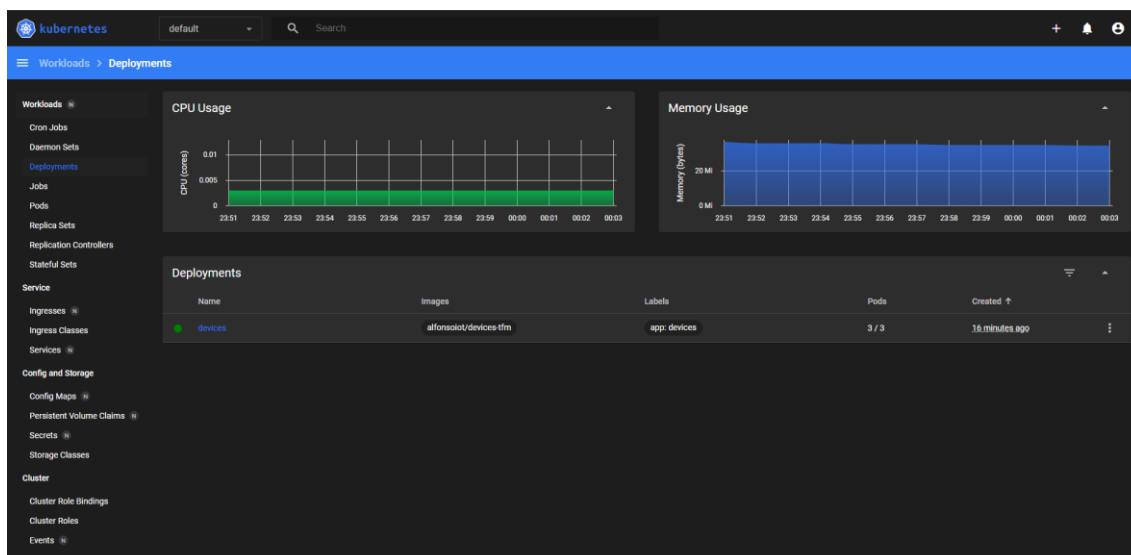 kubernetes
default
Search
Workloads > Deployments
Workloads N
Cron Jobs
Daemon Sets
Deployments
Jobs
Pods
Replica Sets
Replication Controllers
Stateful Sets
Service
Ingresses N
Ingress Classes
Services N
Config and Storage
Config Maps N
Persistent Volume Claims N
Secrets N
Storage Classes
Cluster
Cluster Role Bindings
Cluster Roles
Events N
CPU Usage
CPU (cores)
0.01
0.005
0
23:51 23:52 23:53 23:54 23:55 23:56 23:57 23:58 23:59 00:00 00:01 00:02 00:03
Memory Usage
Memory (bytes)
20 Mi
0 Mi
23:51 23:52 23:53 23:54 23:55 23:56 23:57 23:58 23:59 00:00 00:01 00:02 00:03
Deployments
Name Images Labels Pods Created ↑
devices alfonsoiot/devices-tfm app: devices 3 / 3 16 minutes ago